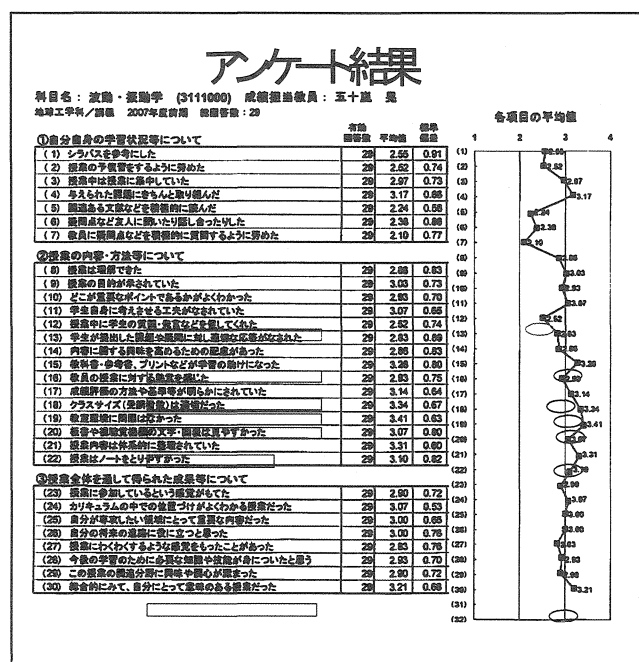 アンケート結果
科目名：波動・振動学 (3111000) 成績担当教員：五十嵐 晃
地球工学科／講義 2007年度前期 総回答数：29
有効回答数 平均値 標準偏差
各項目の平均値
1 2 3 4
①自分自身の学習状況等について
(1) シラバスを参考にした 29 2.55 0.91
(2) 授業の予復習をするように努めた 29 2.52 0.74
(3) 授業中は授業に集中していた 29 2.97 0.73
(4) 与えられた課題にきちんと取り組んだ 29 3.17 0.66
(5) 関連ある文献などを積極的に読んだ 29 2.24 0.58
(6) 疑問点など友人に聞いたり話し合ったりした 29 2.38 0.86
(7) 教員に疑問点などを積極的に質問するように努めた 29 2.10 0.77
②授業の内容・方法等について
(8) 授業は理解できた 29 2.86 0.83
(9) 授業の目的が示されていた 29 3.03 0.73
(10) どこが重要なポイントであるかがよくわかった 29 2.93 0.70
(11) 学生自身に考えさせる工夫がなされていた 29 3.07 0.65
(12) 授業中に学生の質問・発言などを促してくれた 29 2.52 0.74
(13) 学生が提出した課題や質問に対し適切な応答がなされた 29 2.83 0.69
(14) 内容に関する興味を高めるための配慮があった 29 2.86 0.83
(15) 教科書・参考書、プリントなどが学習の助けになった 29 3.28 0.80
(16) 教員の授業に対する熱意を感じた 29 2.93 0.75
(17) 成績評価の方法や基準等が明らかにされていた 29 3.14 0.64
(18) クラスサイズ（受講者数）は適切だった 29 3.34 0.67
(19) 教室環境に問題はなかった 29 3.41 0.63
(20) 板書や視聴覚機器の文字・図表は見やすかった 29 3.07 0.80
(21) 授業内容は体系的に整理されていた 29 3.31 0.60
(22) 授業はノートをとりやすかった 29 3.10 0.82
③授業全体を通して得られた成果等について
(23) 授業に参加しているという感覚がもてた 29 2.90 0.72
(24) カリキュラムの中での位置づけがよくわかる授業だった 29 3.07 0.53
(25) 自分が専攻したい領域にとって重要な内容だった 29 3.00 0.65
(26) 自分の将来の進路に役に立つと思った 29 3.00 0.76
(27) 授業にわくわくするような感覚をもったことがあった 29 2.83 0.76
(28) 今後の学習のために必要な知識や技能が身についたと思う 29 2.93 0.70
(29) この授業の関連分野に興味や関心が深まった 29 2.90 0.72
(30) 総合的にみて、自分にとって意味のある授業だった 29 3.21 0.68
(31)
(32)